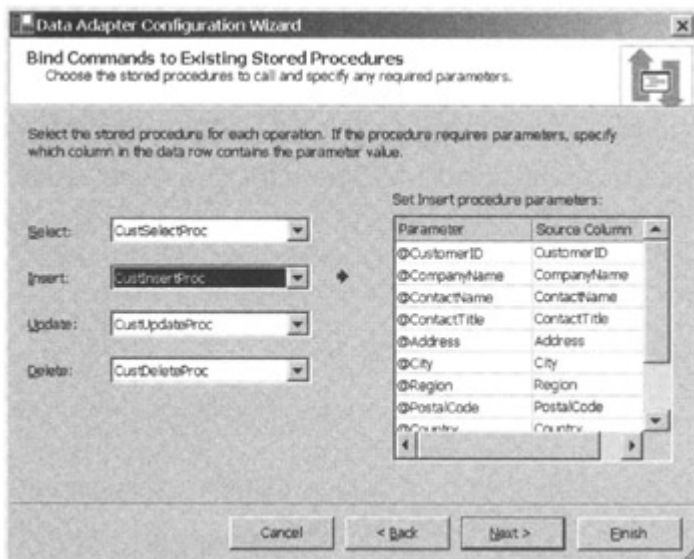 Data Adapter Configuration Wizard
Bind Commands to Existing Stored Procedures
Choose the stored procedures to call and specify any required parameters.
Select the stored procedure for each operation. If the procedure requires parameters, specify
which column in the data row contains the parameter value.
Set Insert procedure parameters:
Select: CustSelectProc
Insert: CustInsertProc
Update: CustUpdateProc
Delete: CustDeleteProc
Parameter Source Column
@CustomerID CustomerID
@CompanyName CompanyName
@ContactName ContactName
@ContactTitle ContactTitle
@Address Address
@City City
@Region Region
@PostalCode PostalCode
@Country Country
Cancel < Back Next > Finish